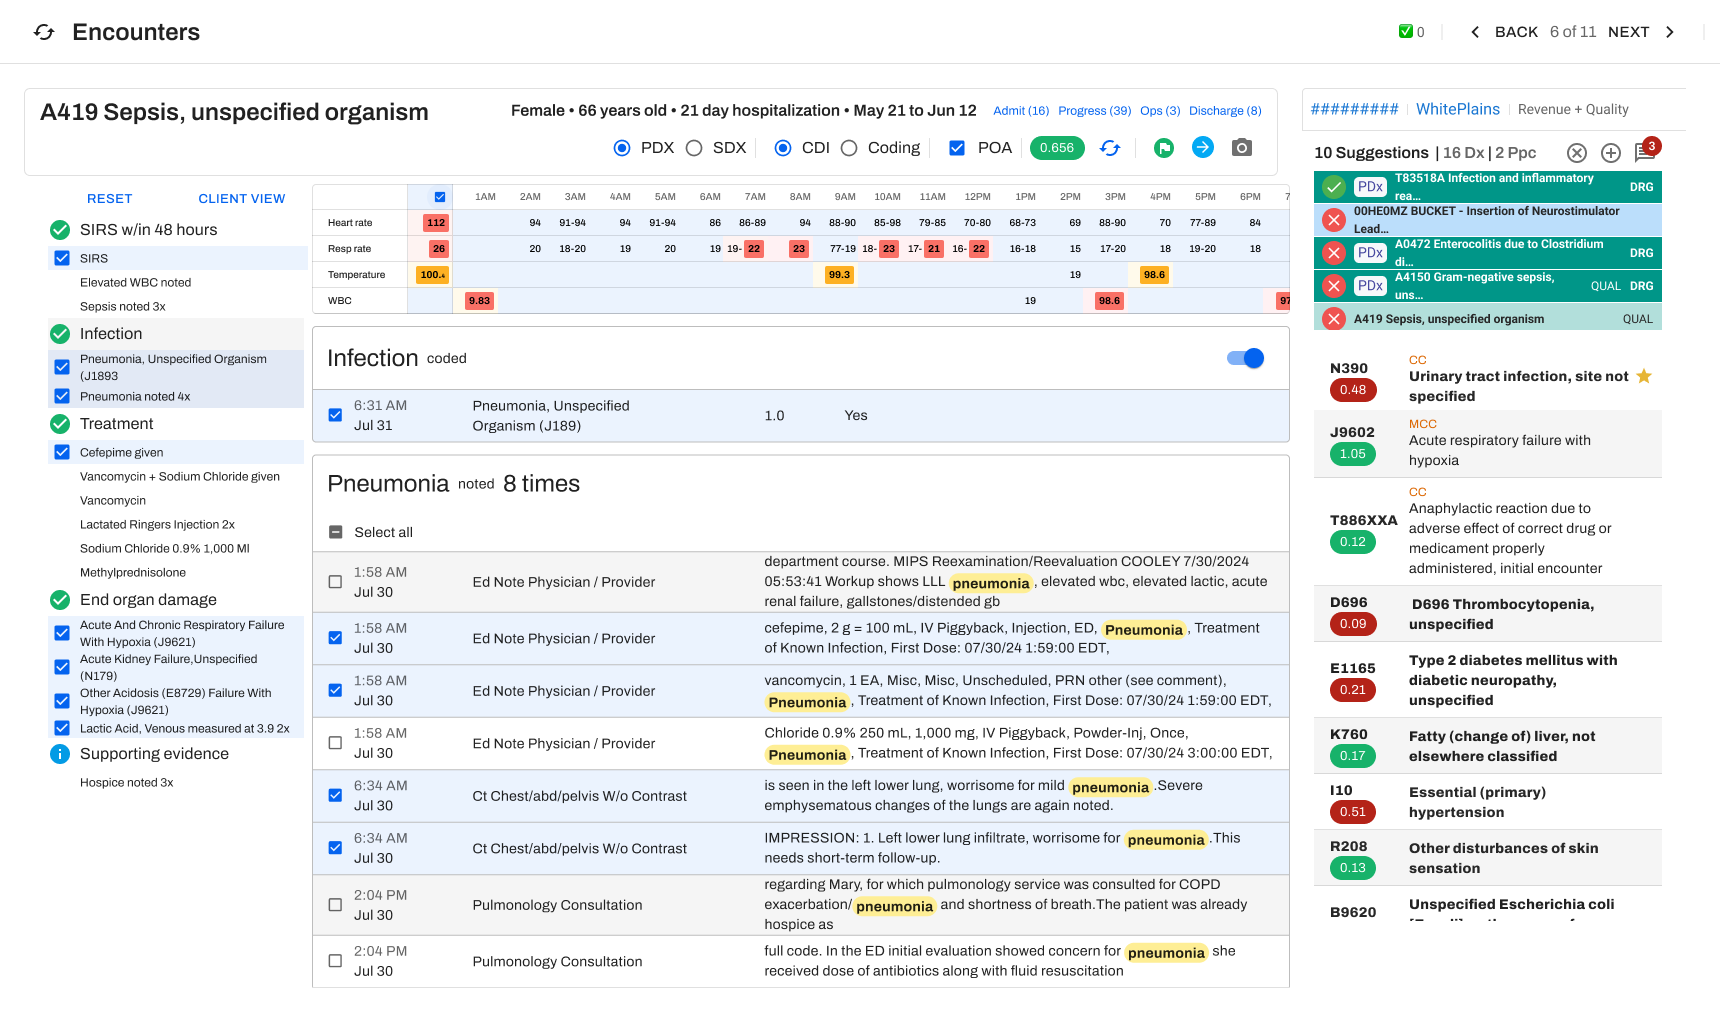 Encounters
✅ 0
BACK 6 of 11 NEXT
A419 Sepsis, unspecified organism
Female • 66 years old • 21 day hospitalization • May 21 to Jun 12
Admit (16) Progress (39) Ops (3) Discharge (8)
PDX SDX CDI Coding POA 0.656
######### WhitePlains Revenue + Quality
10 Suggestions | 16 Dx | 2 Ppc
3
PDx T83518A Infection and inflammatory rea... DRG
00HE0MZ BUCKET - Insertion of Neurostimulator
Lead...
PDx A0472 Enterocolitis due to Clostridium
di... DRG
PDx A4150 Gram-negative sepsis,
uns... QUAL DRG
A419 Sepsis, unspecified organism QUAL
RESET CLIENT VIEW
SIRS w/in 48 hours
SIRS
Elevated WBC noted
Sepsis noted 3x
Infection
Pneumonia, Unspecified Organism
(J1893
Pneumonia noted 4x
Treatment
Cefepime given
Vancomycin + Sodium Chloride given
Vancomycin
Lactated Ringers Injection 2x
Sodium Chloride 0.9% 1,000 Ml
Methylprednisolone
End organ damage
Acute And Chronic Respiratory Failure
With Hypoxia (J9621)
Acute Kidney Failure,Unspecified
(N179)
Other Acidosis (E8729) Failure With
Hypoxia (J9621)
Lactic Acid, Venous measured at 3.9 2x
Supporting evidence
Hospice noted 3x
1AM 2AM 3AM 4AM 5AM 6AM 7AM 8AM 9AM 10AM 11AM 12PM 1PM 2PM 3PM 4PM 5PM 6PM 7
Heart rate 112 94 91-94 94 91-94 86 86-89 94 88-90 85-98 79-85 70-80 68-73 69 88-90 70 77-89 84
Resp rate 26 20 18-20 19 20 19 19- 22 23 77-19 18- 23 17- 21 16- 22 16-18 15 17-20 18 19-20 18
Temperature 100.4 99.3 19 98.6
WBC 9.83 19 98.6 97
Infection coded
6:31 AM
Jul 31
Pneumonia, Unspecified
Organism (J189)
1.0 Yes
Pneumonia noted 8 times
Select all
1:58 AM
Jul 30
Ed Note Physician / Provider
department course. MIPS Reexamination/Reevaluation COOLEY 7/30/2024
05:53:41 Workup shows LLL pneumonia, elevated wbc, elevated lactic, acute
renal failure, gallstones/distended gb
1:58 AM
Jul 30
Ed Note Physician / Provider
cefepime, 2 g = 100 mL, IV Piggyback, Injection, ED, Pneumonia, Treatment
of Known Infection, First Dose: 07/30/24 1:59:00 EDT,
1:58 AM
Jul 30
Ed Note Physician / Provider
vancomycin, 1 EA, Misc, Misc, Unscheduled, PRN other (see comment),
Pneumonia, Treatment of Known Infection, First Dose: 07/30/24 1:59:00 EDT,
1:58 AM
Jul 30
Ed Note Physician / Provider
Chloride 0.9% 250 mL, 1,000 mg, IV Piggyback, Powder-Inj, Once,
Pneumonia, Treatment of Known Infection, First Dose: 07/30/24 3:00:00 EDT,
6:34 AM
Jul 30
Ct Chest/abd/pelvis W/o Contrast
is seen in the left lower lung, worrisome for mild pneumonia.Severe
emphysematous changes of the lungs are again noted.
6:34 AM
Jul 30
Ct Chest/abd/pelvis W/o Contrast
IMPRESSION: 1. Left lower lung infiltrate, worrisome for pneumonia.This
needs short-term follow-up.
2:04 PM
Jul 30
Pulmonology Consultation
regarding Mary, for which pulmonology service was consulted for COPD
exacerbation/pneumonia and shortness of breath.The patient was already
hospice as
2:04 PM
Jul 30
Pulmonology Consultation
full code. In the ED initial evaluation showed concern for pneumonia she
received dose of antibiotics along with fluid resuscitation
N390
0.48
CC
Urinary tract infection, site not
specified
J9602
1.05
MCC
Acute respiratory failure with
hypoxia
T886XXA
0.12
CC
Anaphylactic reaction due to
adverse effect of correct drug or
medicament properly
administered, initial encounter
D696
0.09
D696 Thrombocytopenia,
unspecified
E1165
0.21
Type 2 diabetes mellitus with
diabetic neuropathy,
unspecified
K760
0.17
Fatty (change of) liver, not
elsewhere classified
I10
0.51
Essential (primary)
hypertension
R208
0.13
Other disturbances of skin
sensation
B9620
Unspecified Escherichia coli